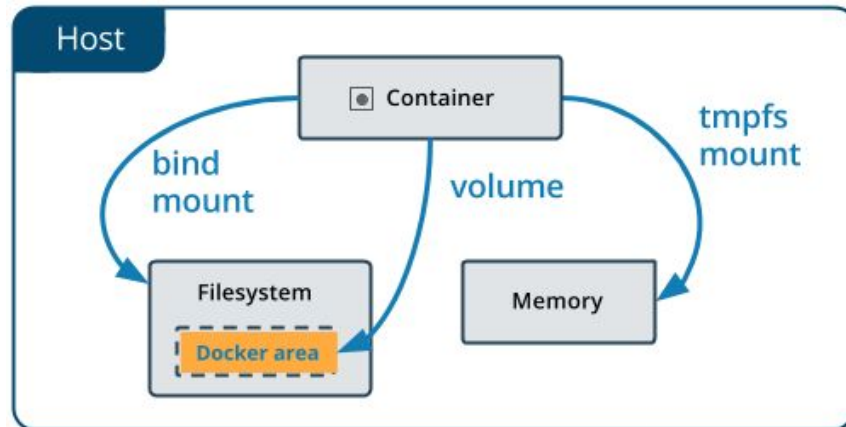 Host
Container
bind
mount
volume
tmpfs
mount
Filesystem
Docker area
Memory